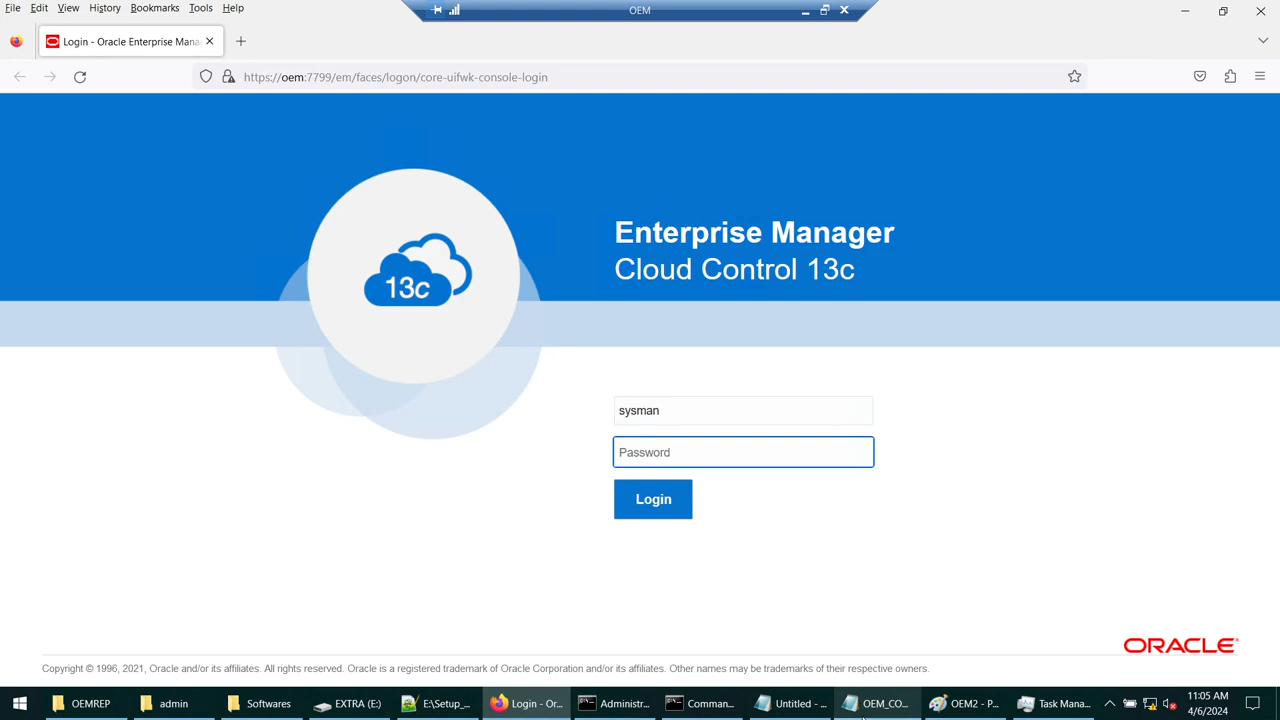 File Edit View History Bookmarks Tools Help
OEM
Login - Oracle Enterprise Mana
https://oem:7799/em/faces/logon/core-uifwk-console-login
13c
Enterprise Manager
Cloud Control 13c
sysman
Password
Login
ORACLE
Copyright © 1996, 2021, Oracle and/or its affiliates. All rights reserved. Oracle is a registered trademark of Oracle Corporation and/or its affiliates. Other names may be trademarks of their respective owners.
OEMREP admin Softwares EXTRA (E:) E:\Setup_... Login - Or... Administr... Comman... Untitled - ... OEM_CO... OEM2 - P... Task Mana...
11:05 AM
4/6/2024